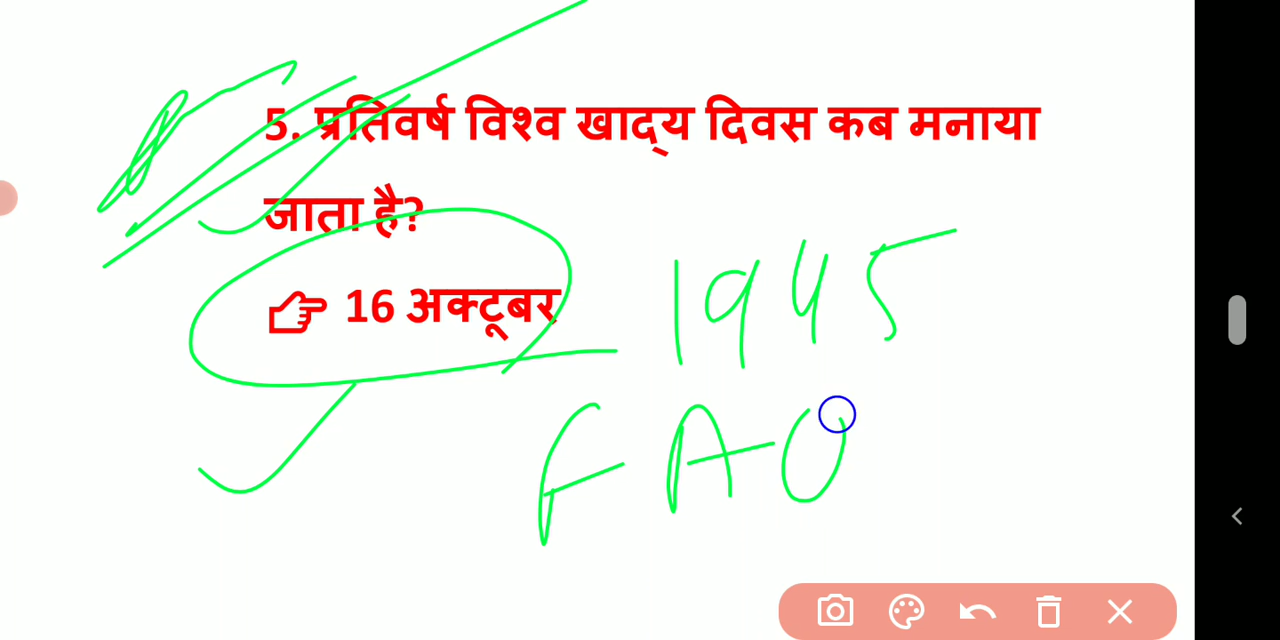 5. प्रतिवर्ष विश्व खाद्य दिवस कब मनाया
जाता है?
👉 16 अक्टूबर
1945
FAO